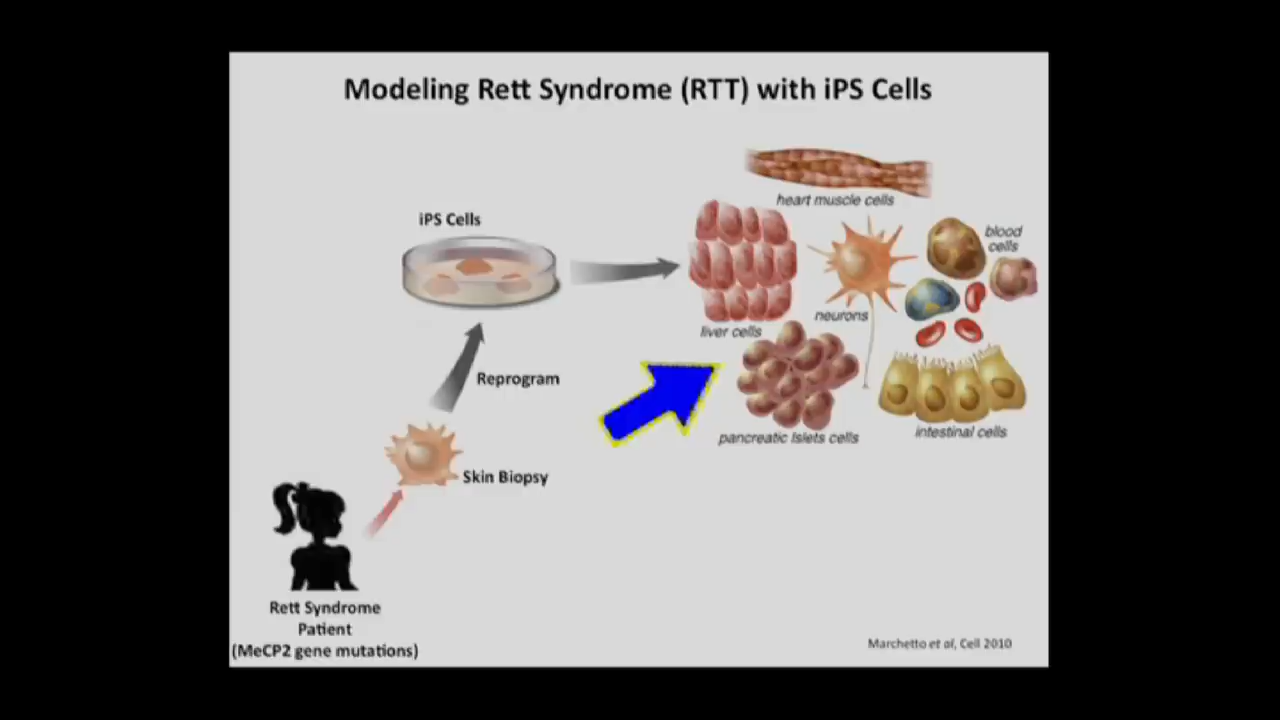 Modeling Rett Syndrome (RTT) with iPS Cells
heart muscle cells
iPS Cells
blood
cells
neurons
liver cells
Reprogram
pancreatic Islets cells
intestinal cells
Skin Biopsy
Rett Syndrome
Patient
(MeCP2 gene mutations)
Marchetto et al, Cell 2010